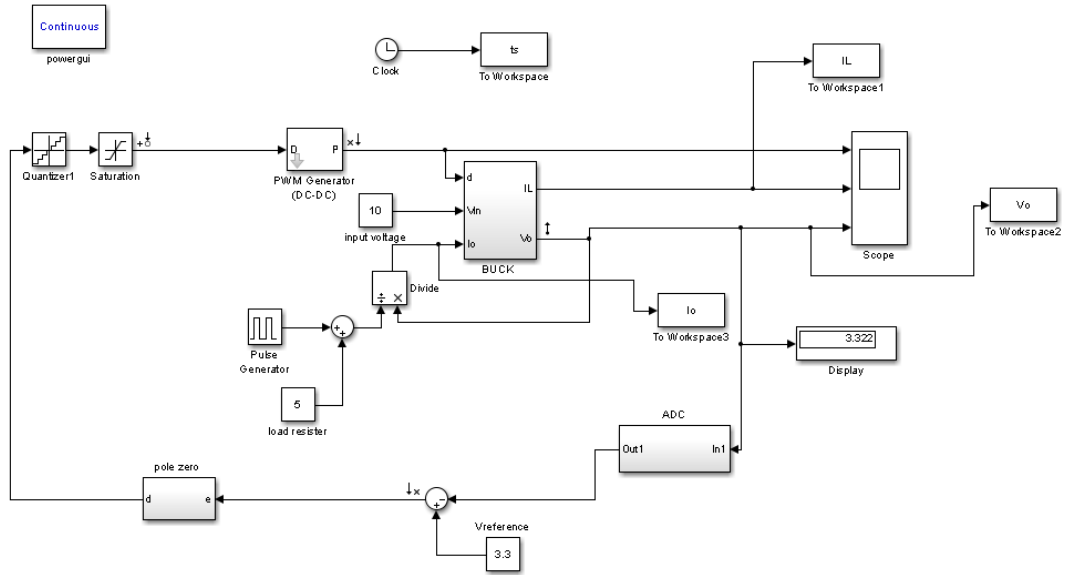 Continuous
powergui
Clock
ts
To Workspace
IL
To Workspace1
Quantizer1
Saturation
D
P
PWM Generator
(DC-DC)
d
Vin
Io
IL
Vo
BUCK
10
input voltage
Divide
÷
×
Scope
Vo
To Workspace2
Io
To Workspace3
3.322
Display
Pulse
Generator
+
+
5
load resister
ADC
Out1
In1
pole zero
d
e
+
-
Vreference
3.3